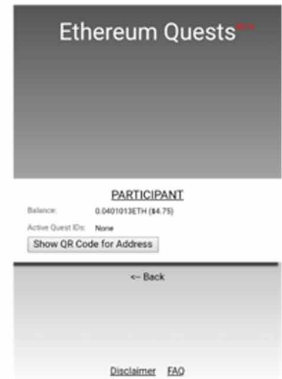 Ethereum Quests
PARTICIPANT
Balance: 0.0401013ETH ($4.75)
Active Quest IDs: None
Show QR Code for Address
<-- Back
Disclaimer FAQ